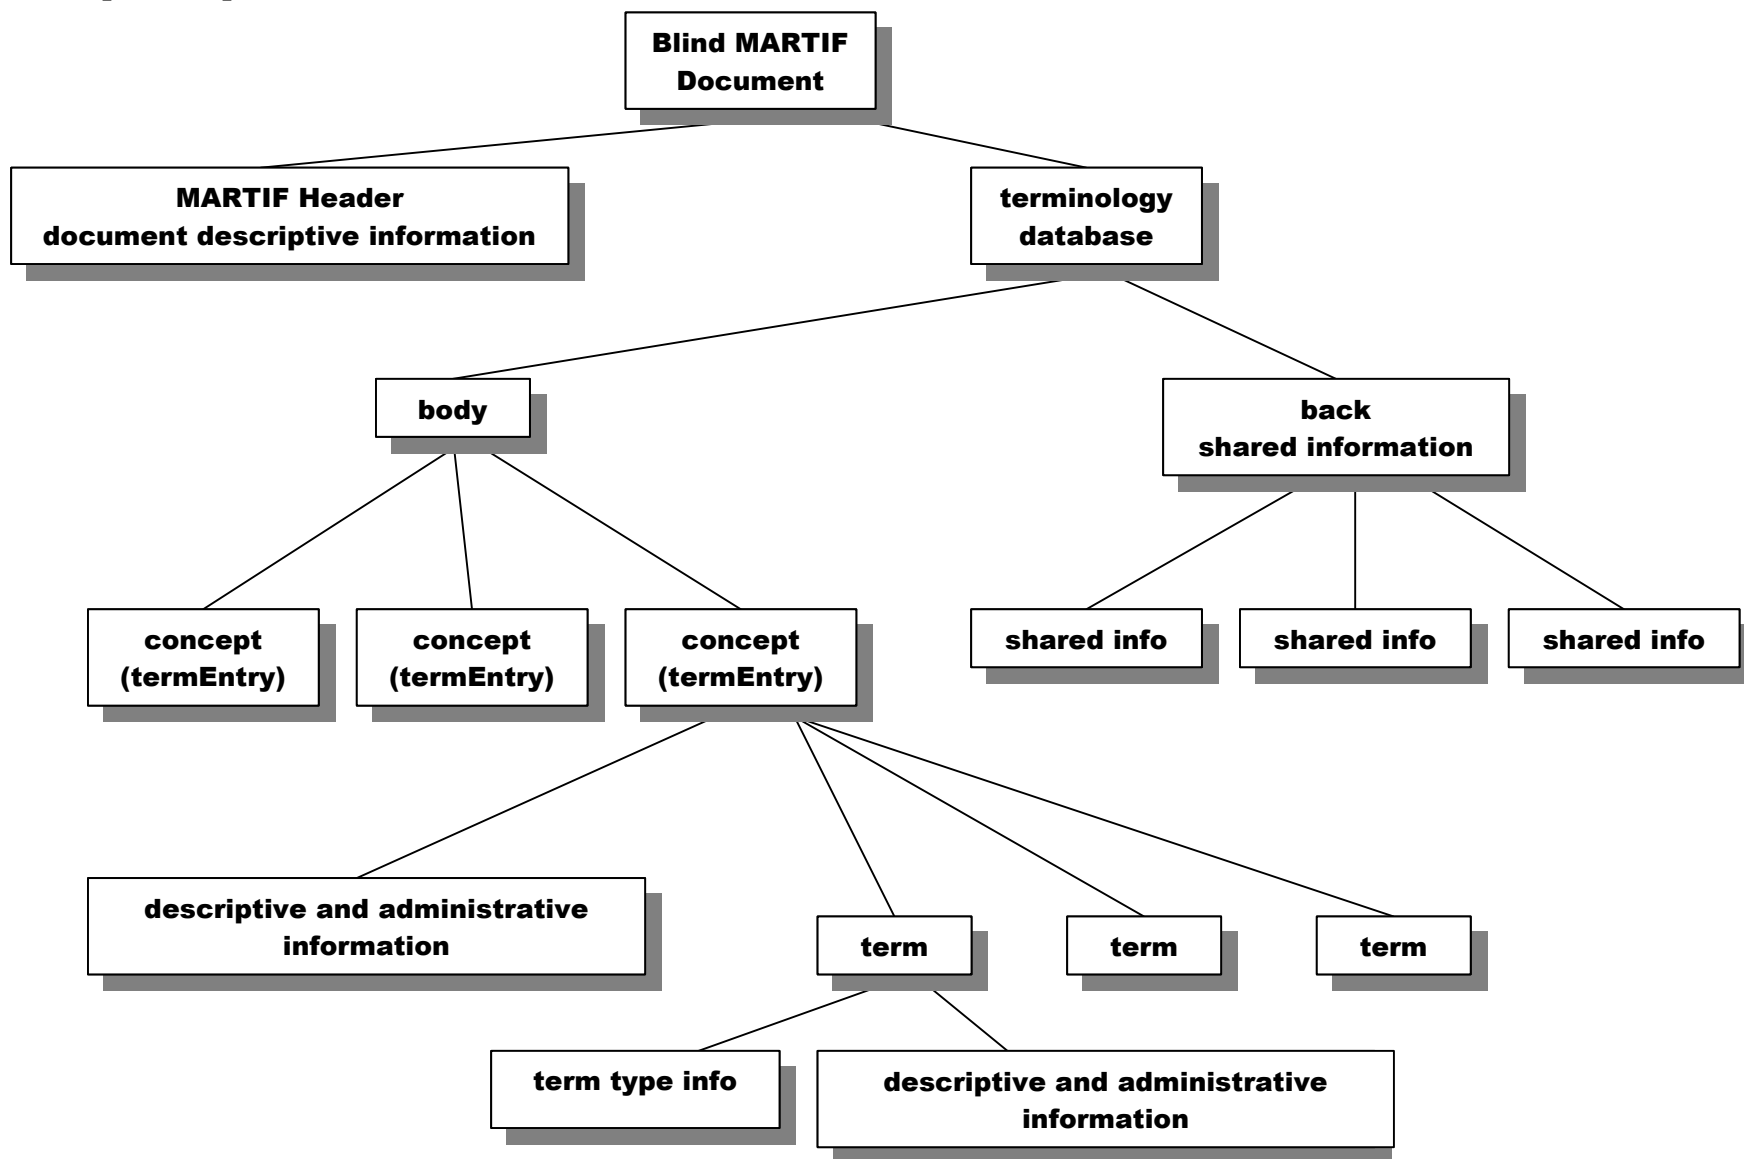 Blind MARTIF
Document
MARTIF Header
document descriptive information
terminology
database
body
back
shared information
concept
(termEntry)
concept
(termEntry)
concept
(termEntry)
shared info
shared info
shared info
descriptive and administrative
information
term
term
term
term type info
descriptive and administrative
information